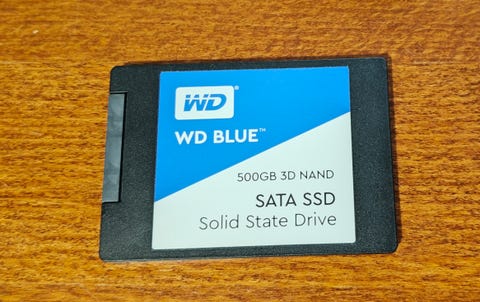 WD®
WD BLUE™
500GB 3D NAND
SATA SSD
Solid State Drive